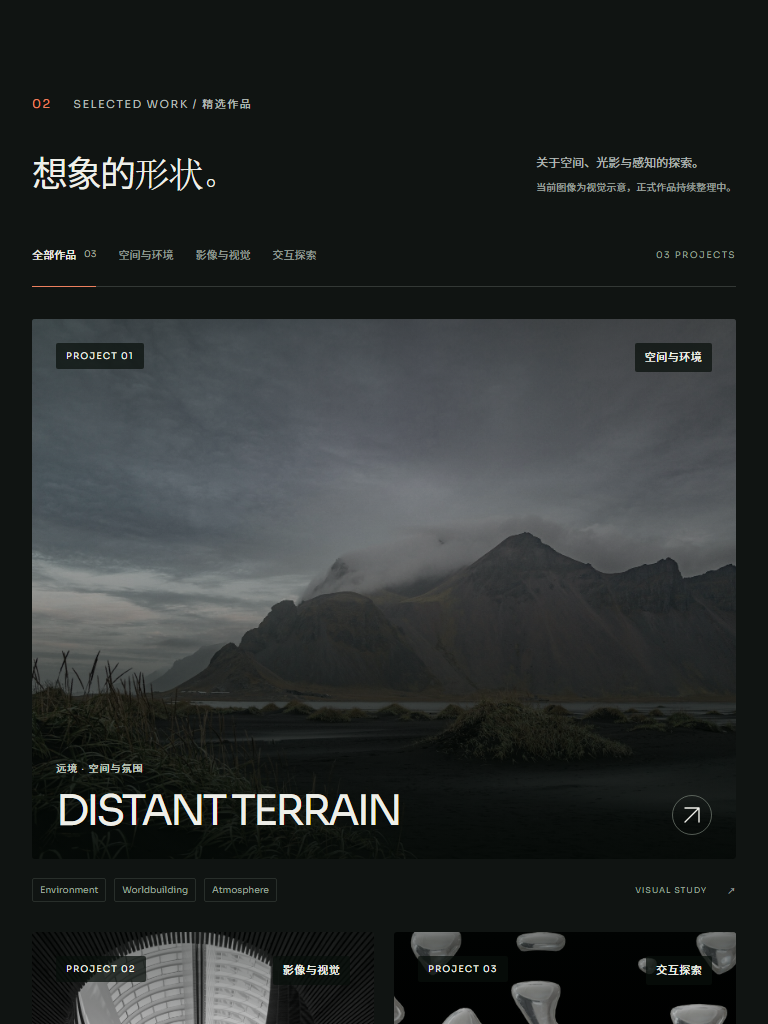 02 SELECTED WORK / 精选作品
想象的形状。
关于空间、光影与感知的探索。
当前图像为视觉示意，正式作品持续整理中。
全部作品 03 空间与环境 影像与视觉 交互探索 03 PROJECTS
PROJECT 01 空间与环境
远境 · 空间与氛围
DISTANT TERRAIN
Environment Worldbuilding Atmosphere VISUAL STUDY ↗
PROJECT 02 影像与视觉 PROJECT 03 交互探索